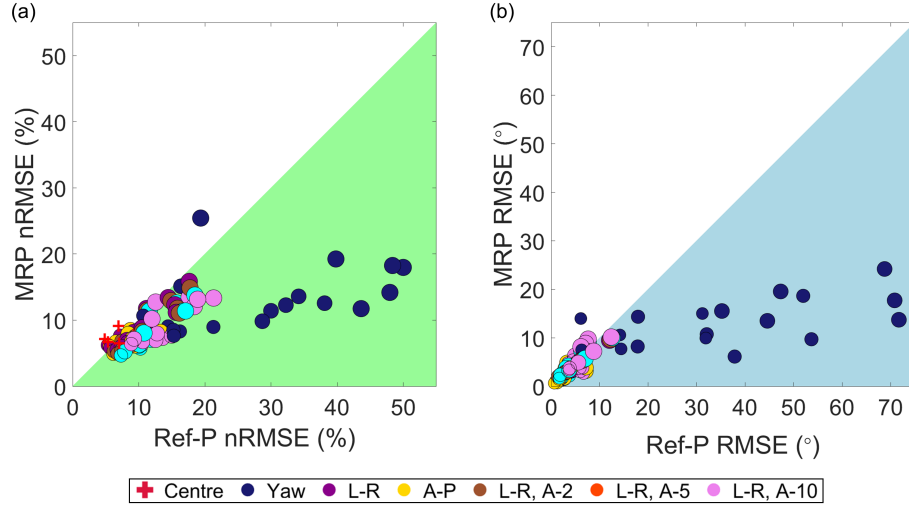 (a)
(b)
50
40
30
20
10
0
MRP nRMSE (%)
0 10 20 30 40 50
Ref-P nRMSE (%)
70
60
50
40
30
20
10
0
MRP RMSE (°)
0 10 20 30 40 50 60 70
Ref-P RMSE (°)
Centre Yaw L-R A-P L-R, A-2 L-R, A-5 L-R, A-10